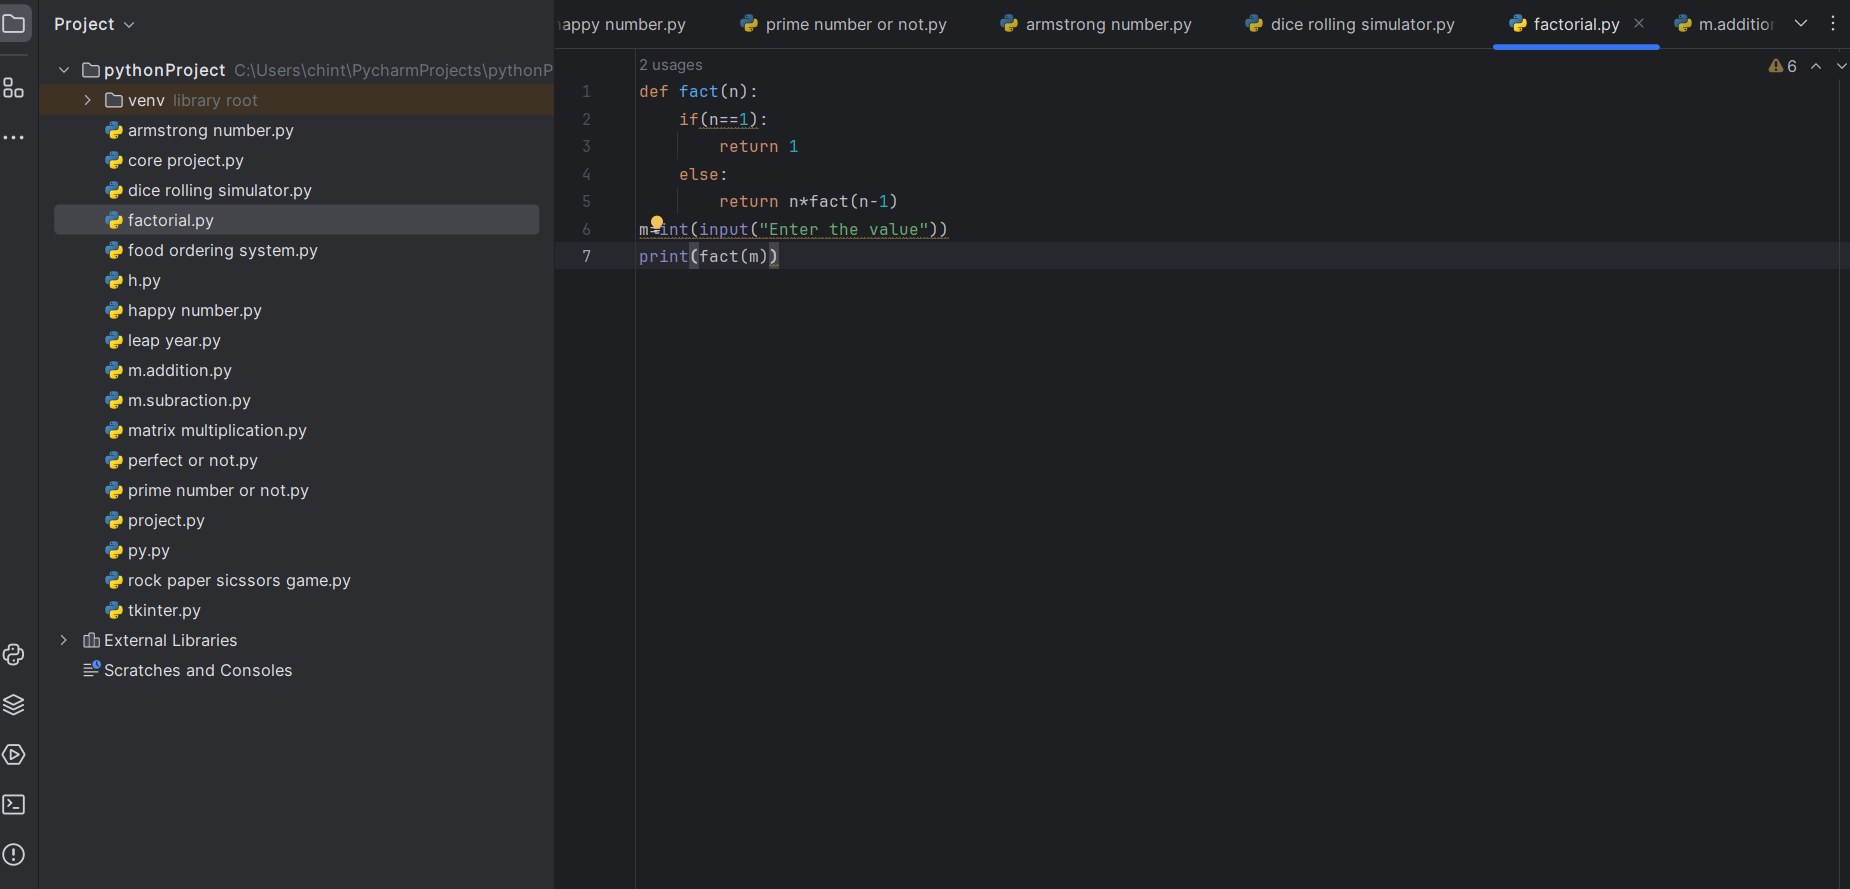 Project
pythonProject C:\Users\chint\PycharmProjects\pythonP
venv library root
armstrong number.py
core project.py
dice rolling simulator.py
factorial.py
food ordering system.py
h.py
happy number.py
leap year.py
m.addition.py
m.subraction.py
matrix multiplication.py
perfect or not.py
prime number or not.py
project.py
py.py
rock paper sicssors game.py
tkinter.py
External Libraries
Scratches and Consoles
appy number.py prime number or not.py armstrong number.py dice rolling simulator.py factorial.py m.additio
2 usages
6
1 def fact(n):
2 if(n==1):
3 return 1
4 else:
5 return n*fact(n-1)
6 m=int(input("Enter the value"))
7 print(fact(m))